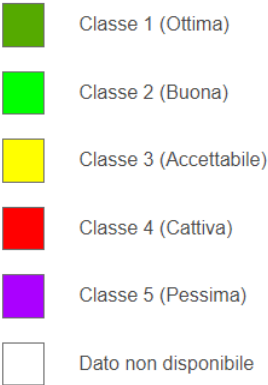 Classe 1 (Ottima)
Classe 2 (Buona)
Classe 3 (Accettabile)
Classe 4 (Cattiva)
Classe 5 (Pessima)
Dato non disponibile